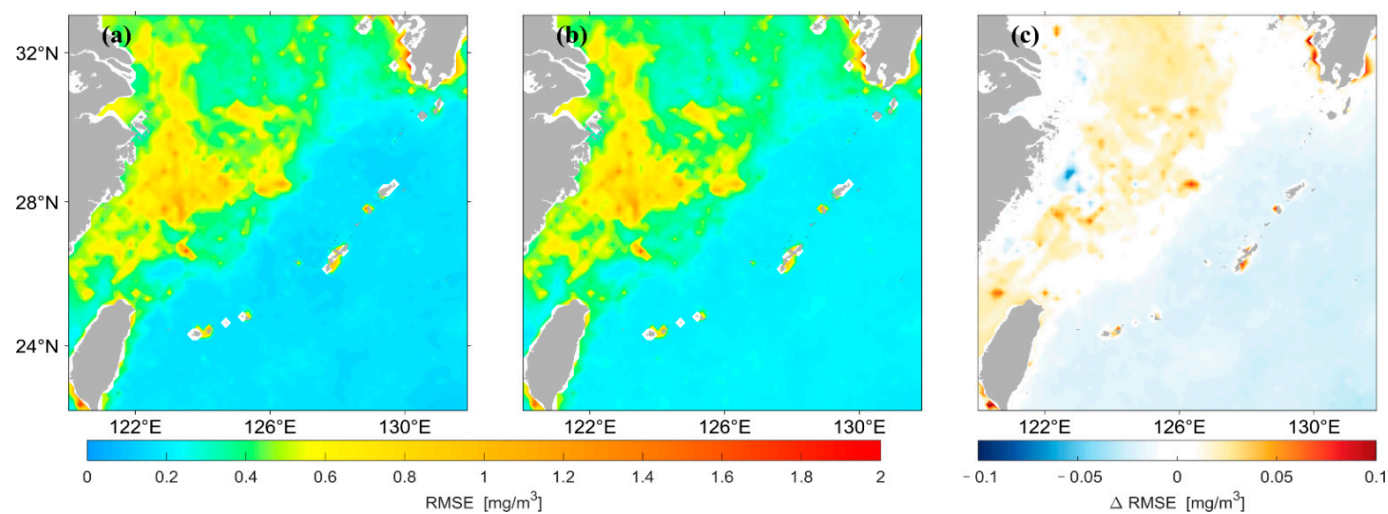 (a) (b) (c)
32°N
28°N
24°N
122°E 126°E 130°E 122°E 126°E 130°E 122°E 126°E 130°E
0 0.2 0.4 0.6 0.8 1 1.2 1.4 1.6 1.8 2 −0.1 −0.05 0 0.05 0.1
RMSE [mg/m³] Δ RMSE [mg/m³]